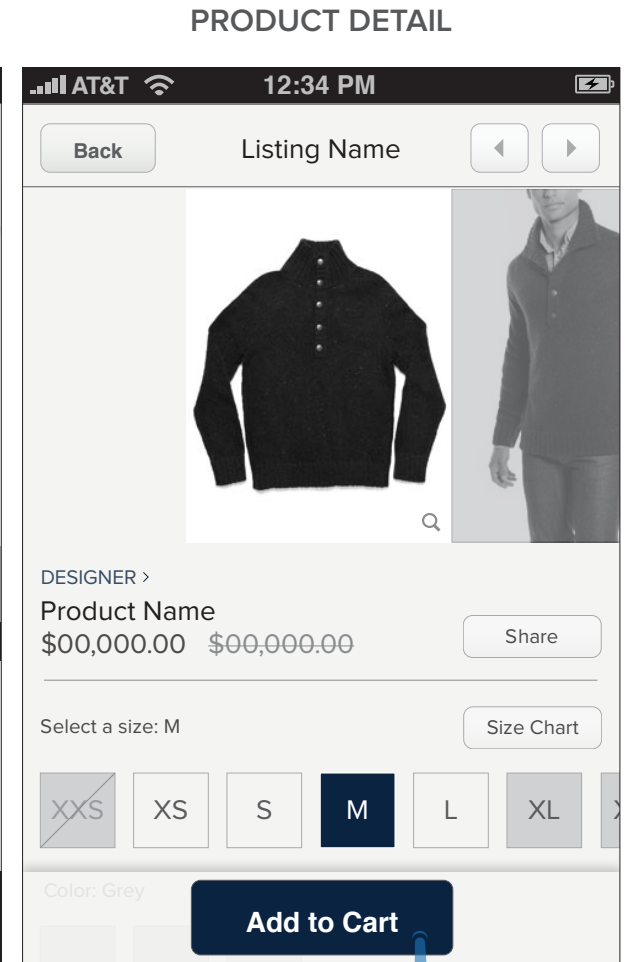 PRODUCT DETAIL
AT&T 12:34 PM
Back Listing Name
DESIGNER >
Product Name
$00,000.00 $00,000.00
Share
Select a size: M Size Chart
XXS XS S M L XL X
Color: Grey
Add to Cart